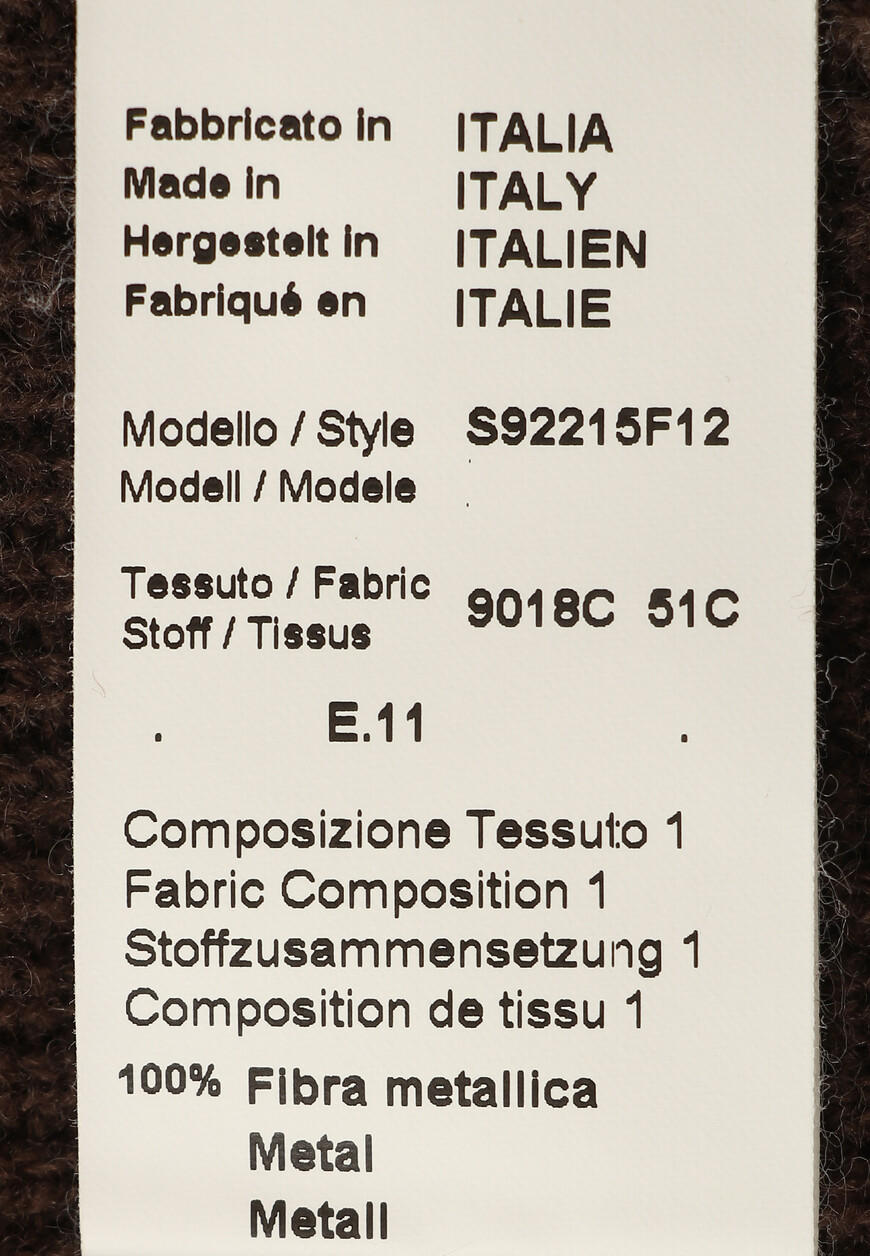 Fabbricato in ITALIA
Made in ITALY
Hergestelt in ITALIEN
Fabriqué en ITALIE
Modello / Style S92215F12
Modell / Modele
Tessuto / Fabric 9018C 51C
Stoff / Tissus
. E.11 .
Composizione Tessuto 1
Fabric Composition 1
Stoffzusammensetzung 1
Composition de tissu 1
100% Fibra metallica
Metal
Metall